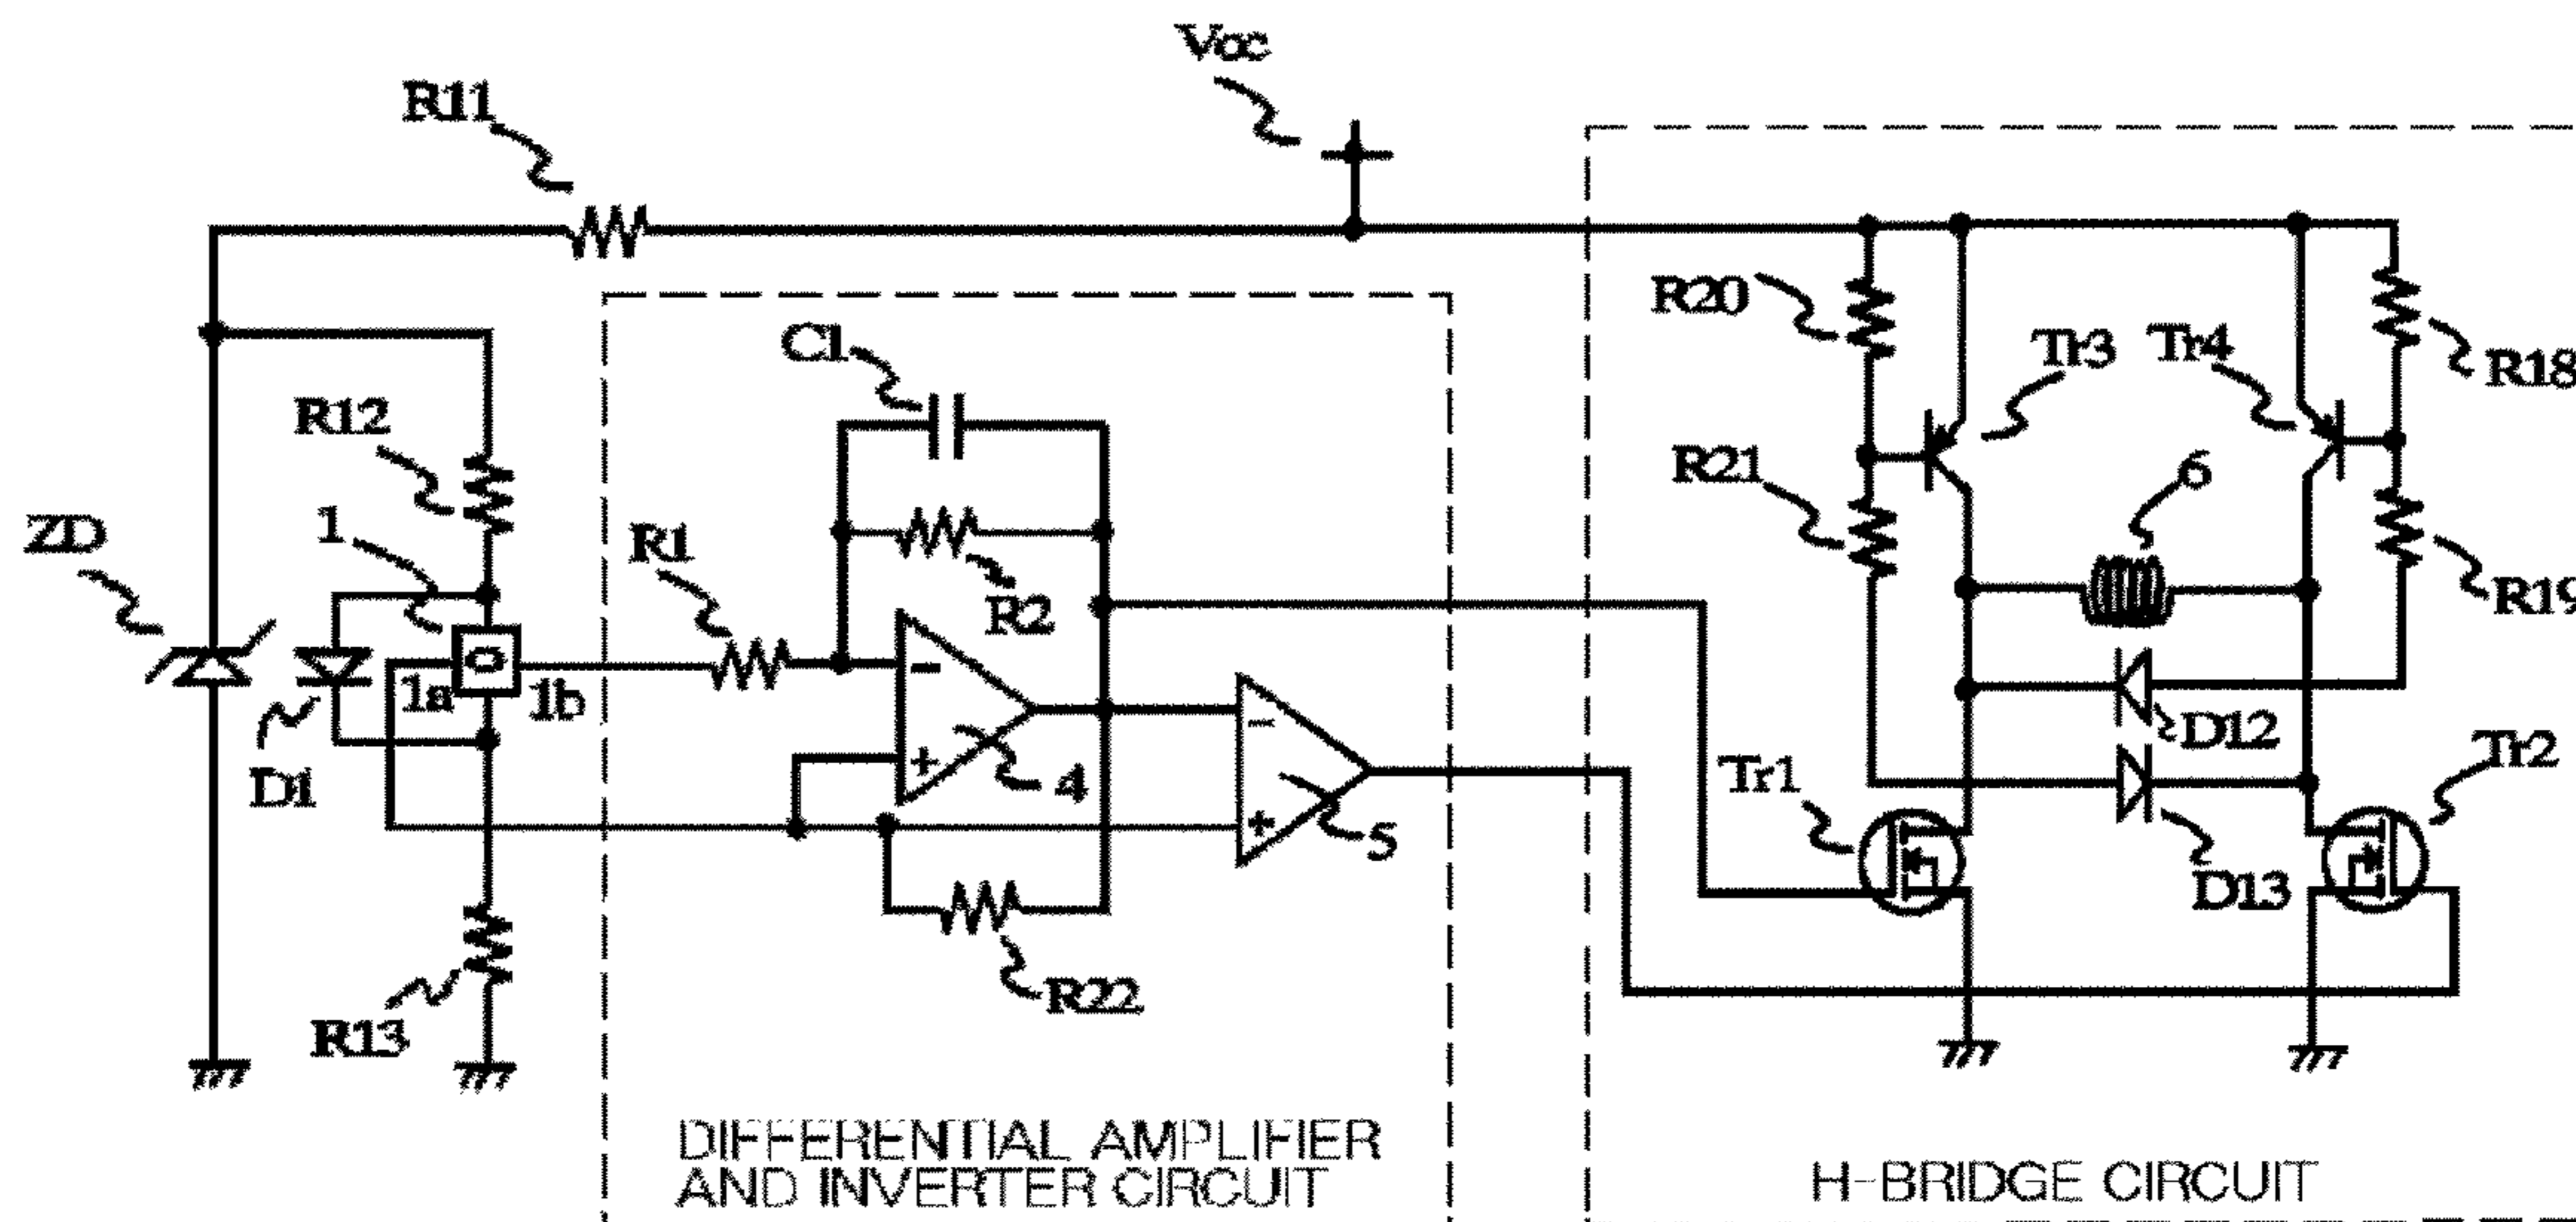 Vcc
R11
R20
Tr3
Tr4
R18
C1
R12
R21
6
1
ZD
R1
R2
R19
1a
1b
D12
Tr1
Tr2
D1
4
-
+
-
+
5
D13
R22
R13
DIFFERENTIAL AMPLIFIER
AND INVERTER CIRCUIT
H-BRIDGE CIRCUIT